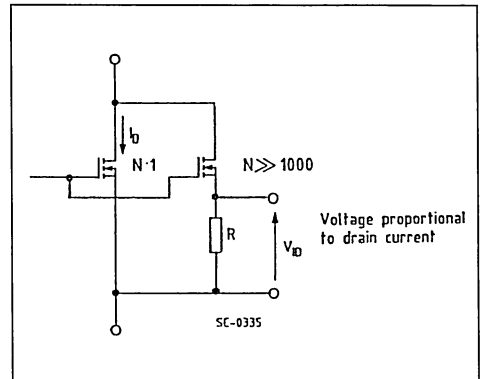 I_D
N·1
N≫1000
Voltage proportional
to drain current
R
V_ID
SC-0335